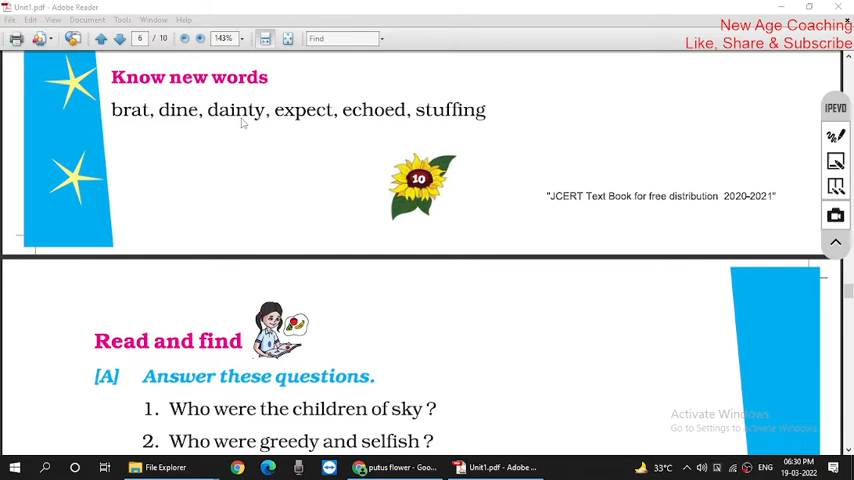 Unit1.pdf - Adobe Reader
File Edit View Document Tools Window Help
New Age Coaching
Like, Share & Subscribe
6 / 10 143% Find
Know new words
brat, dine, dainty, expect, echoed, stuffing
IPEVO
10
"JCERT Text Book for free distribution 2020-2021"
Read and find
[A] Answer these questions.
1. Who were the children of sky ?
2. Who were greedy and selfish ?
Activate Windows
Go to Settings to Activate Windows.
File Explorer putus flower - Goo... Unit1.pdf - Adobe ... 33°C ENG 06:30 PM
19-03-2022